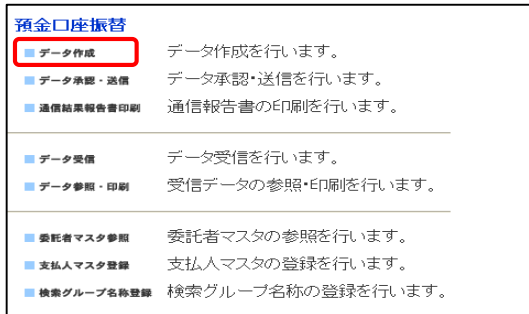 預金口座振替
データ作成 データ作成を行います。
データ承認・送信 データ承認・送信を行います。
通信結果報告書印刷 通信報告書の印刷を行います。
データ受信 データ受信を行います。
データ参照・印刷 受信データの参照・印刷を行います。
委託者マスタ参照 委託者マスタの参照を行います。
支払人マスタ登録 支払人マスタの登録を行います。
検索グループ名称登録 検索グループ名称の登録を行います。